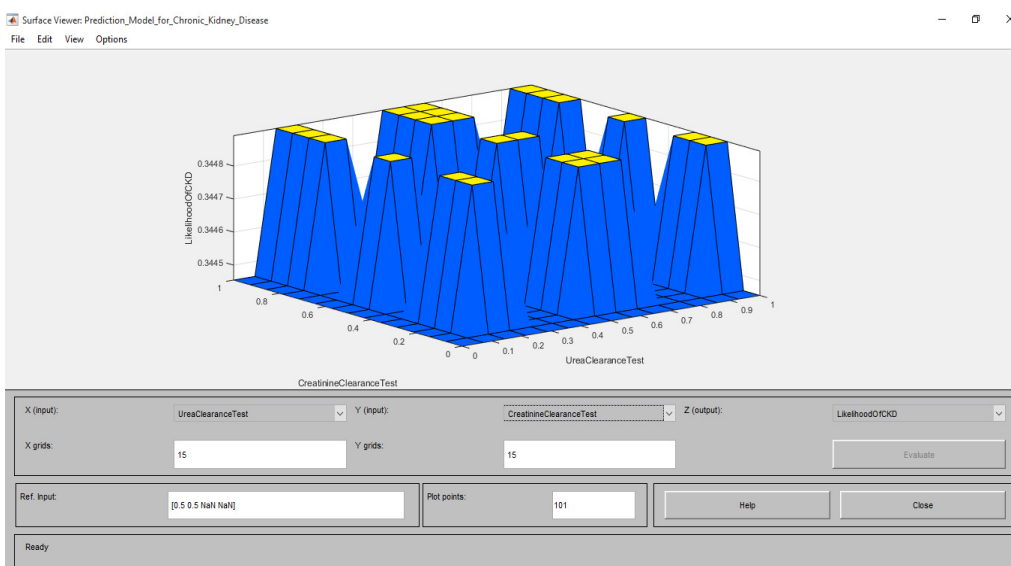 Surface Viewer: Prediction_Model_for_Chronic_Kidney_Disease
File Edit View Options
0.3448
0.3447
0.3446
0.3445
LikelihoodOfCKD
1
0.8
0.6
0.4
0.2
0
CreatinineClearanceTest
0
0.1
0.2
0.3
0.4
0.5
0.6
0.7
0.8
0.9
1
UreaClearanceTest
X (input): UreaClearanceTest Y (input): CreatinineClearanceTest Z (output): LikelihoodOfCKD
X grids: 15 Y grids: 15 Evaluate
Ref. Input: [0.5 0.5 NaN NaN] Plot points: 101 Help Close
Ready